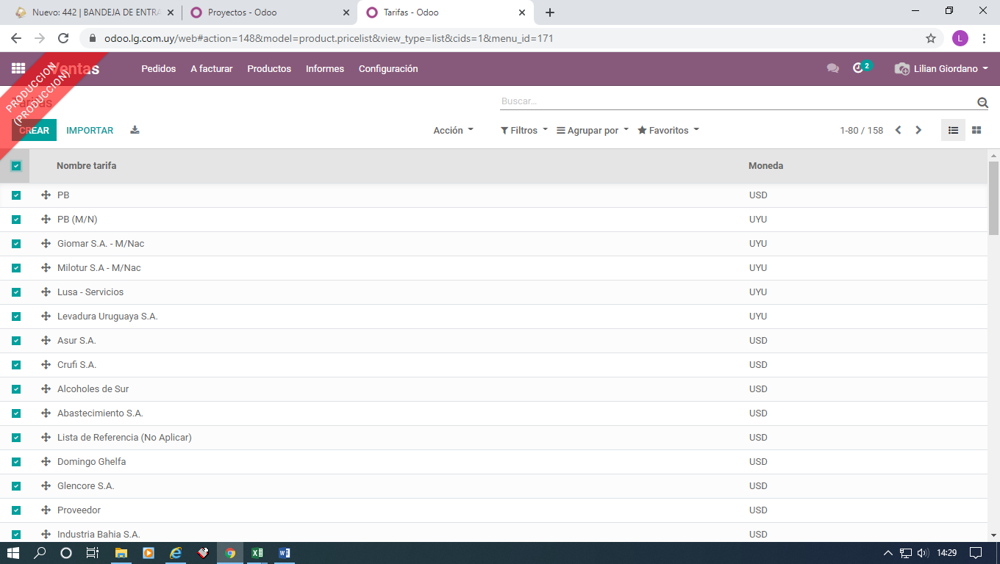 Nuevo: 442 | BANDEJA DE ENTRA
Proyectos - Odoo
Tarifas - Odoo
odoo.lg.com.uy/web#action=148&model=product.pricelist&view_type=list&cids=1&menu_id=171
L
Ventas
Pedidos A facturar Productos Informes Configuración
2
Lilian Giordano
PRODUCCION
(PRODUCCION)
Tarifas
Buscar...
CREAR IMPORTAR
Acción Filtros Agrupar por Favoritos
1-80 / 158
Nombre tarifa Moneda
PB USD
PB (M/N) UYU
Giomar S.A. - M/Nac UYU
Milotur S.A - M/Nac UYU
Lusa - Servicios UYU
Levadura Uruguaya S.A. UYU
Asur S.A. USD
Crufi S.A. USD
Alcoholes de Sur USD
Abastecimiento S.A. USD
Lista de Referencia (No Aplicar) USD
Domingo Ghelfa USD
Glencore S.A. USD
Proveedor USD
Industria Bahia S.A. USD
14:29